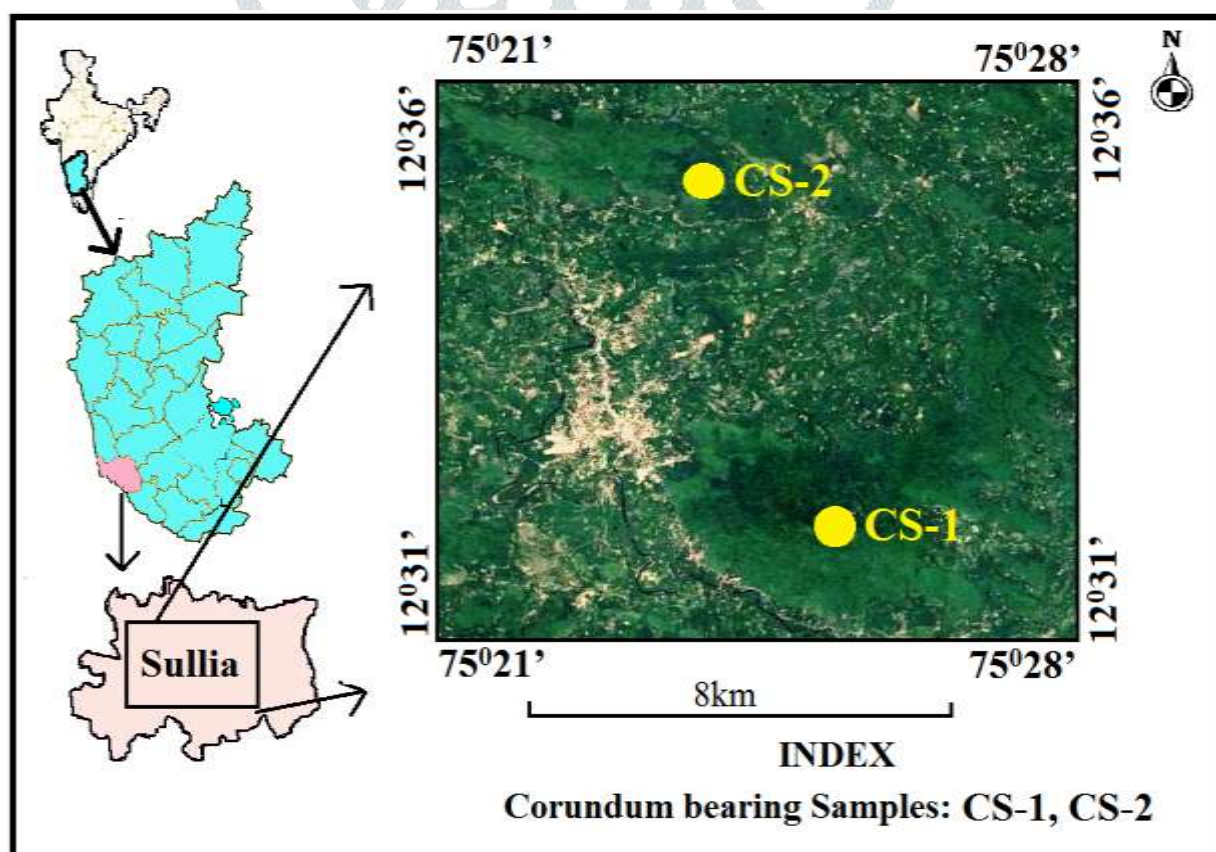 75⁰21’ 75⁰28’
N
12⁰36’
12⁰36’
CS-2
CS-1
12⁰31’
12⁰31’
Sullia
75⁰21’ 75⁰28’
8km
INDEX
Corundum bearing Samples: CS-1, CS-2